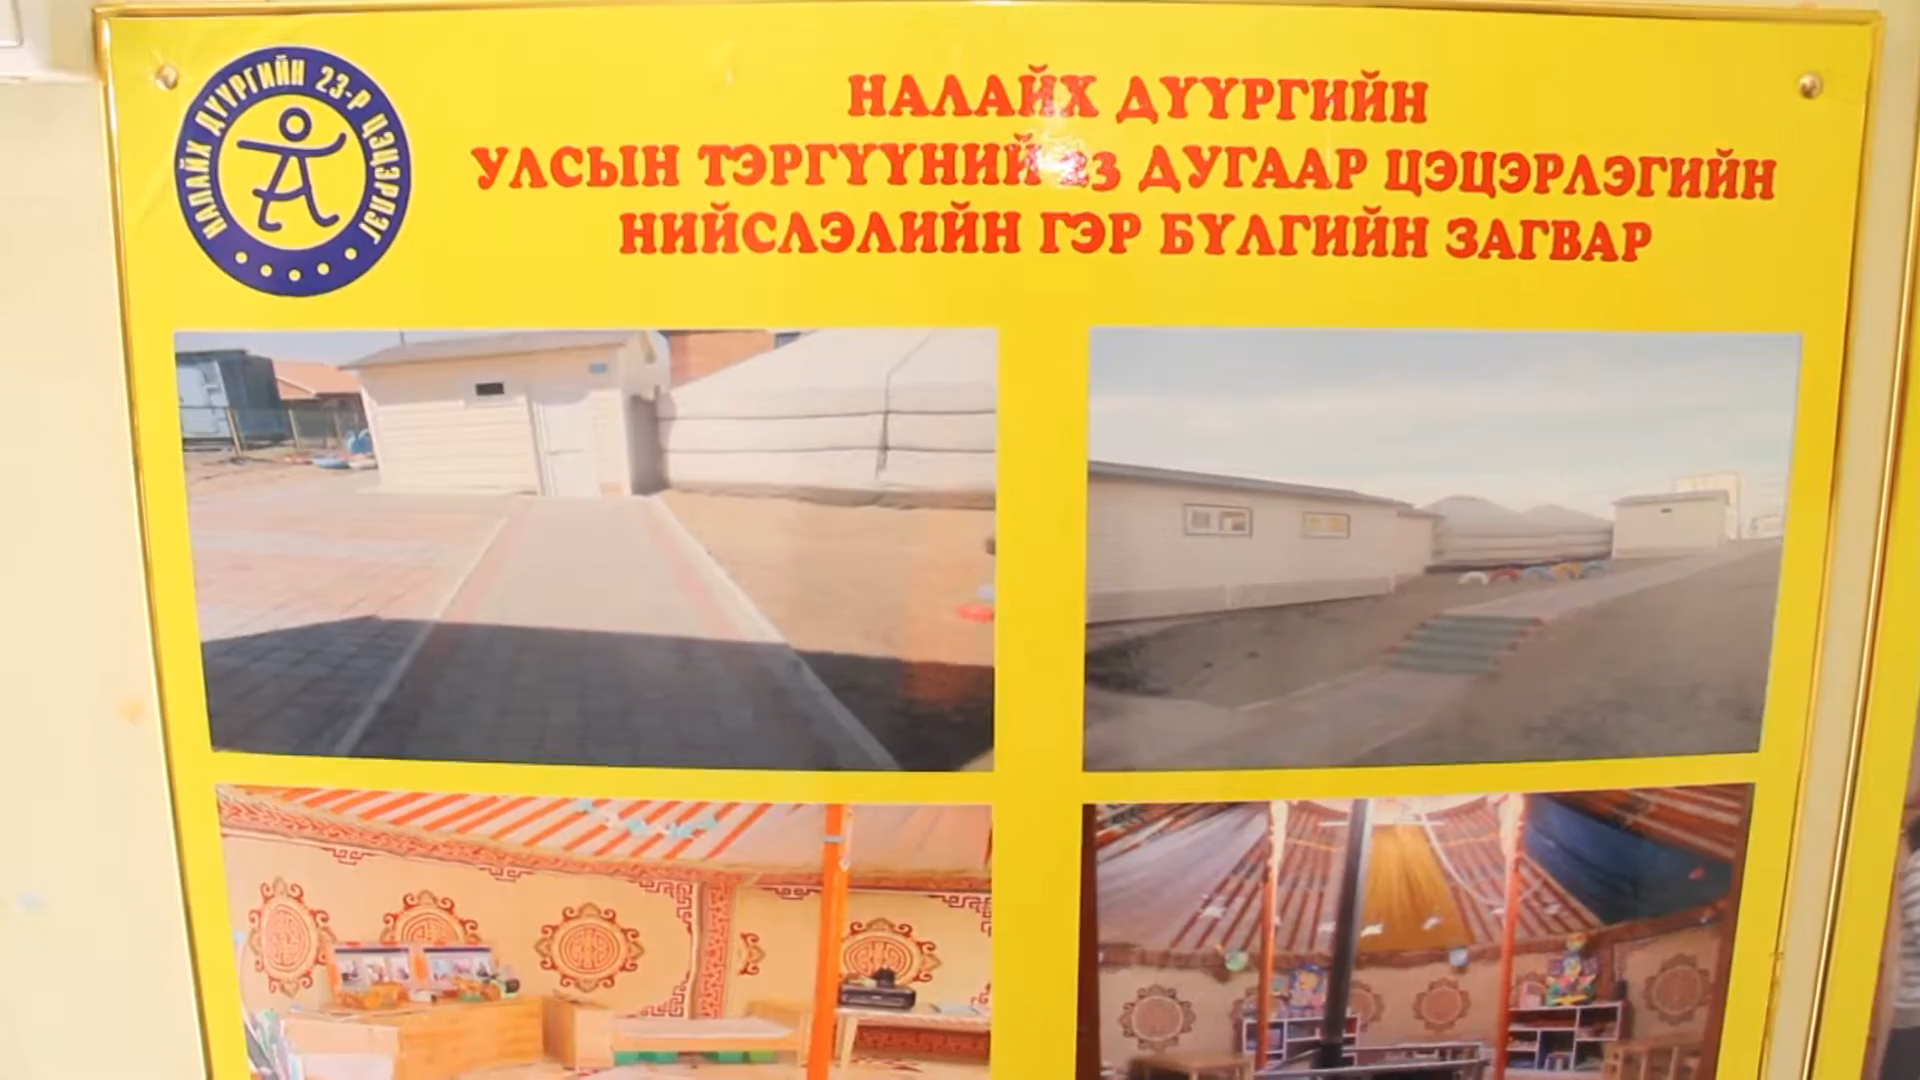 НАЛАЙХ ДҮҮРГИЙН 23-Р ЦЭЦЭРЛЭГ
НАЛАЙХ ДҮҮРГИЙН
УЛСЫН ТЭРГҮҮНИЙ 23 ДУГААР ЦЭЦЭРЛЭГИЙН
НИЙСЛЭЛИЙН ГЭР БҮЛГИЙН ЗАГВАР